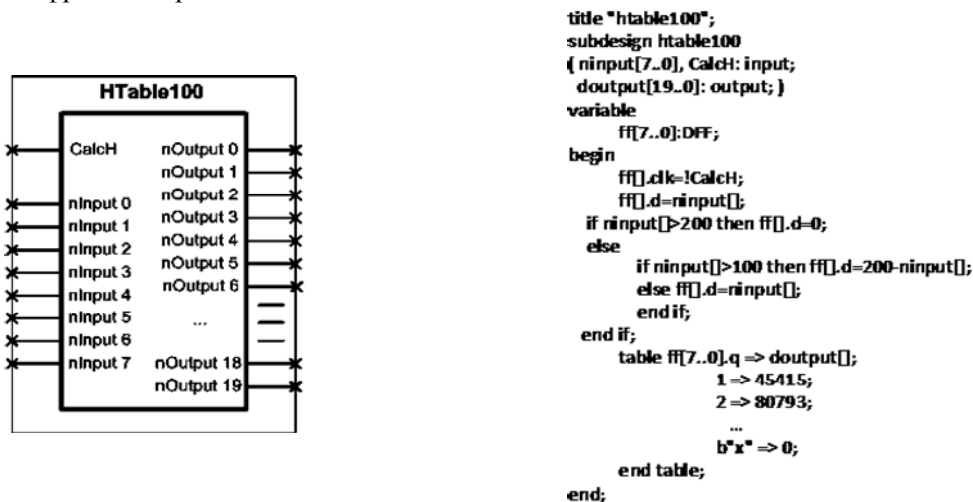 HTable100
CalcH
nInput 0
nInput 1
nInput 2
nInput 3
nInput 4
nInput 5
nInput 6
nInput 7
nOutput 0
nOutput 1
nOutput 2
nOutput 3
nOutput 4
nOutput 5
nOutput 6
...
nOutput 18
nOutput 19
title "htable100";
subdesign htable100
( ninput[7..0], CalcH: input;
doutput[19..0]: output; )
variable
ff[7..0]:DFF;
begin
ff[].clk=!CalcH;
ff[].d=ninput[];
if ninput[]>200 then ff[].d=0;
else
if ninput[]>100 then ff[].d=200-ninput[];
else ff[].d=ninput[];
end if;
end if;
table ff[7..0].q => doutput[];
1 => 45415;
2 => 80793;
...
b"x" => 0;
end table;
end;